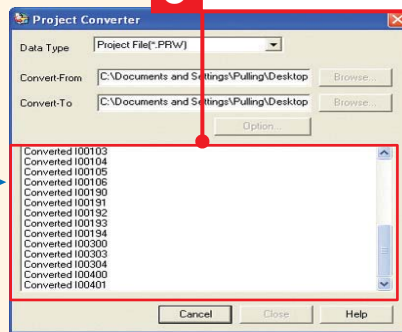 Project Converter
Data Type Project File(*.PRW)
Convert-From C:\Documents and Settings\Pulling\Desktop Browse...
Convert-To C:\Documents and Settings\Pulling\Desktop Browse...
Option...
Converted I00103
Converted I00104
Converted I00105
Converted I00106
Converted I00190
Converted I00191
Converted I00192
Converted I00193
Converted I00194
Converted I00300
Converted I00303
Converted I00304
Converted I00400
Converted I00401
Cancel Close Help